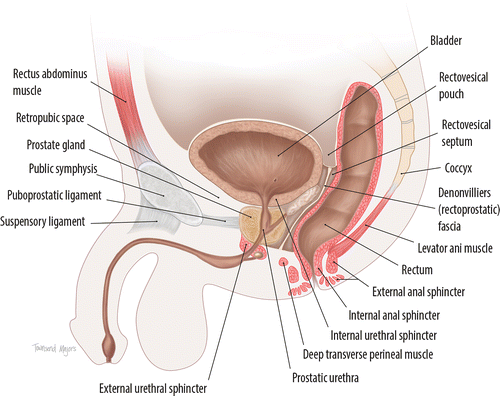 Bladder
Rectus abdominus
muscle
Rectovesical
pouch
Retropubic space
Rectovesical
septum
Prostate gland
Public symphysis
Coccyx
Puboprostatic ligament
Denonvilliers
(rectoprostatic)
fascia
Suspensory ligament
Levator ani muscle
Rectum
External anal sphincter
Internal anal sphincter
Internal urethral sphincter
Deep transverse perineal muscle
Prostatic urethra
External urethral sphincter
Townsend Mayers